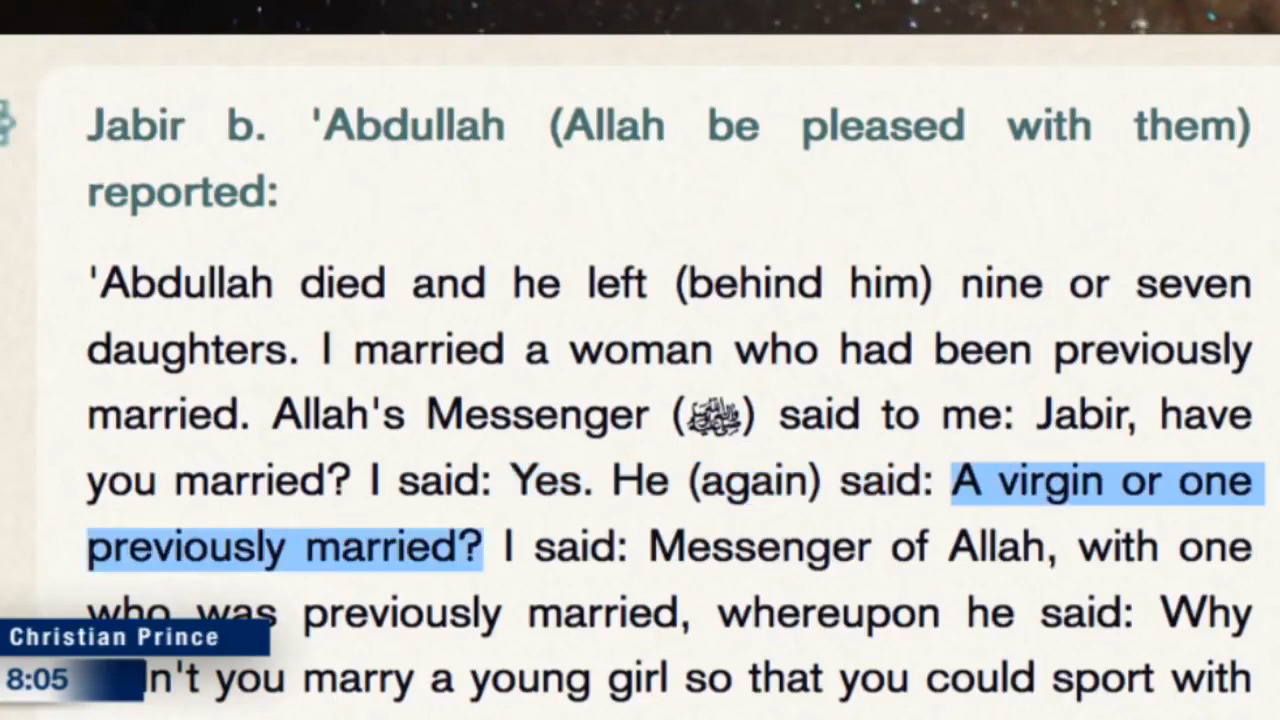 Jabir b. 'Abdullah (Allah be pleased with them)
reported:
'Abdullah died and he left (behind him) nine or seven
daughters. I married a woman who had been previously
married. Allah's Messenger (ﷺ) said to me: Jabir, have
you married? I said: Yes. He (again) said: A virgin or one
previously married? I said: Messenger of Allah, with one
who was previously married, whereupon he said: Why
n't you marry a young girl so that you could sport with
Christian Prince
8:05